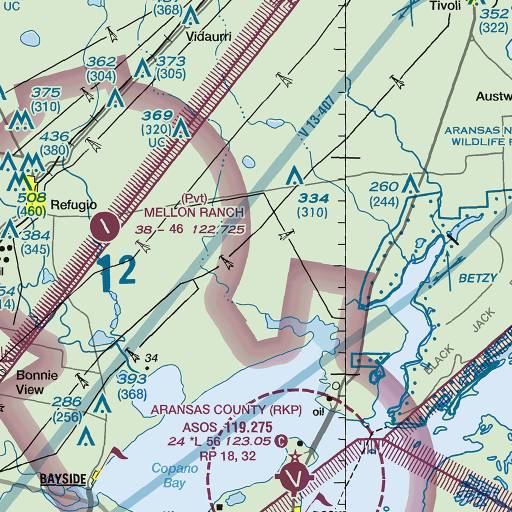 UC
(368)
Vidaurri
Tivoli
352
(322)
362
(304)
373
(305)
375
(310)
369
(320)
UC
V 13-407
Austw
ARANSAS N
WILDLIFE
436
(380)
508
(460)
Refugio
(Pvt)
MELLON RANCH
38 – 46 122.725
334
(310)
260
(244)
384
(345)
12
BETZY
BLACK JACK
34
Bonnie
View
393
(368)
286
(256)
ARANSAS COUNTY (RKP)
ASOS 119.275
24 *L 56 123.05 C
RP 18, 32
oil
BAYSIDE
Copano
Bay